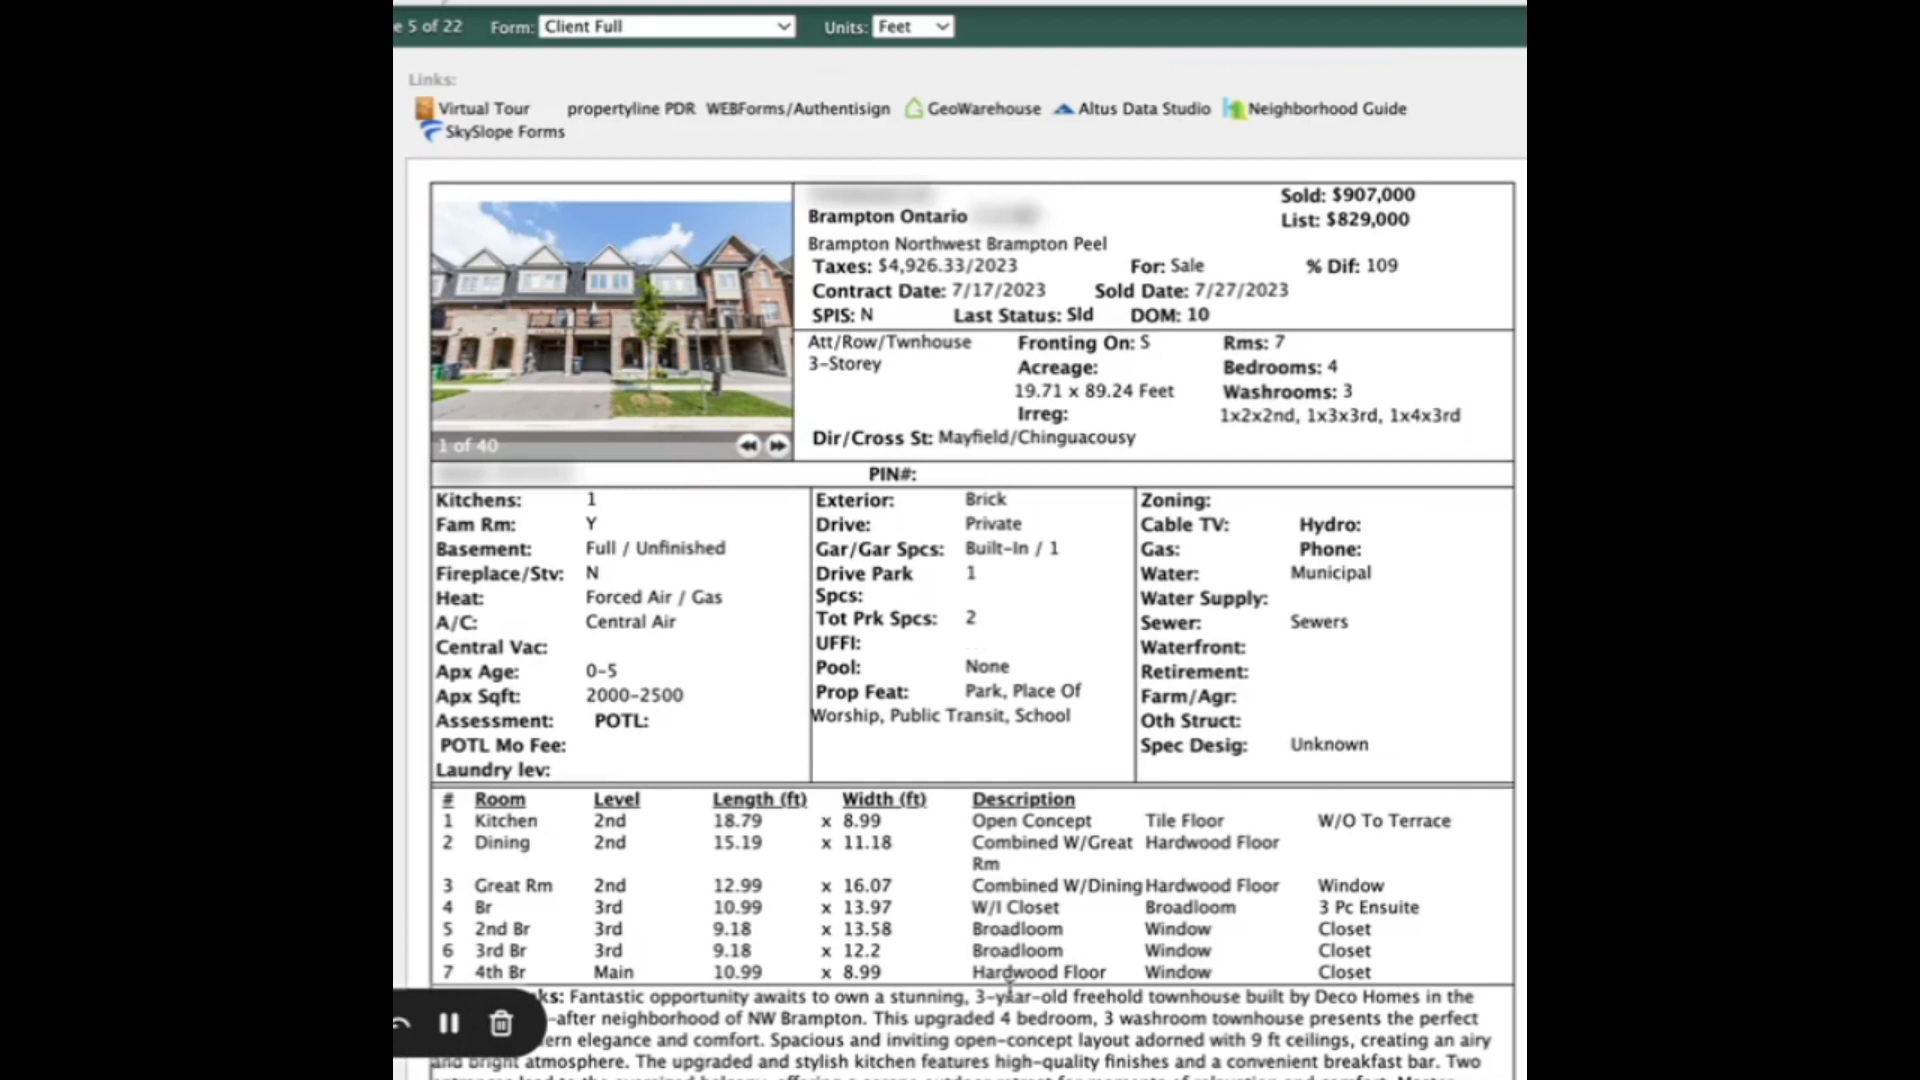 e 5 of 22 Form: Client Full Units: Feet
Links:
Virtual Tour propertyline PDR WEBForms/Authentisign GeoWarehouse Altus Data Studio Neighborhood Guide
SkySlope Forms
Sold: $907,000
Brampton Ontario List: $829,000
Brampton Northwest Brampton Peel
Taxes: $4,926.33/2023 For: Sale % Dif: 109
Contract Date: 7/17/2023 Sold Date: 7/27/2023
SPIS: N Last Status: Sld DOM: 10
Att/Row/Twnhouse Fronting On: S Rms: 7
3-Storey Acreage: Bedrooms: 4
19.71 x 89.24 Feet Washrooms: 3
Irreg: 1x2x2nd, 1x3x3rd, 1x4x3rd
Dir/Cross St: Mayfield/Chinguacousy
1 of 40
PIN#:
Kitchens: 1 Exterior: Brick Zoning:
Fam Rm: Y Drive: Private Cable TV: Hydro:
Basement: Full / Unfinished Gar/Gar Spcs: Built-In / 1 Gas: Phone:
Fireplace/Stv: N Drive Park 1 Water: Municipal
Heat: Forced Air / Gas Spcs: Water Supply:
A/C: Central Air Tot Prk Spcs: 2 Sewer: Sewers
Central Vac: UFFI: Waterfront:
Apx Age: 0-5 Pool: None Retirement:
Apx Sqft: 2000-2500 Prop Feat: Park, Place Of Farm/Agr:
Assessment: POTL: Worship, Public Transit, School Oth Struct:
POTL Mo Fee: Spec Desig: Unknown
Laundry lev:
# Room Level Length (ft) Width (ft) Description
1 Kitchen 2nd 18.79 x 8.99 Open Concept Tile Floor W/O To Terrace
2 Dining 2nd 15.19 x 11.18 Combined W/Great Hardwood Floor
Rm
3 Great Rm 2nd 12.99 x 16.07 Combined W/Dining Hardwood Floor Window
4 Br 3rd 10.99 x 13.97 W/I Closet Broadloom 3 Pc Ensuite
5 2nd Br 3rd 9.18 x 13.58 Broadloom Window Closet
6 3rd Br 3rd 9.18 x 12.2 Broadloom Window Closet
7 4th Br Main 10.99 x 8.99 Hardwood Floor Window Closet
ks: Fantastic opportunity awaits to own a stunning, 3-year-old freehold townhouse built by Deco Homes in the
-after neighborhood of NW Brampton. This upgraded 4 bedroom, 3 washroom townhouse presents the perfect
ern elegance and comfort. Spacious and inviting open-concept layout adorned with 9 ft ceilings, creating an airy
and bright atmosphere. The upgraded and stylish kitchen features high-quality finishes and a convenient breakfast bar. Two